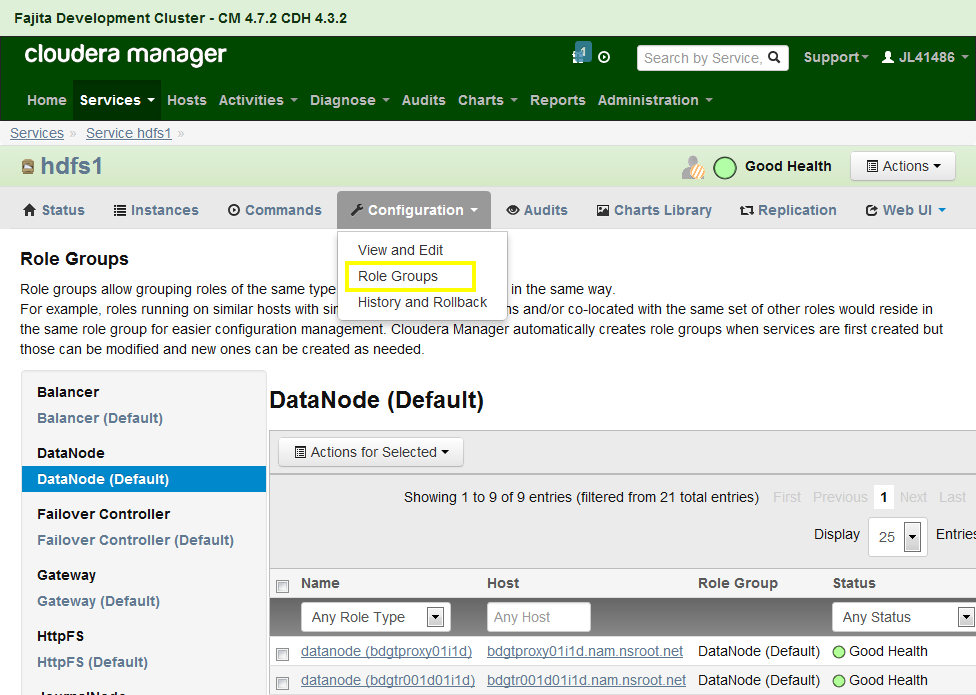 Fajita Development Cluster - CM 4.7.2 CDH 4.3.2
cloudera manager
1
Search by Service,
Support
JL41486
Home Services Hosts Activities Diagnose Audits Charts Reports Administration
Services » Service hdfs1 »
hdfs1
Good Health
Actions
Status Instances Commands Configuration Audits Charts Library Replication Web UI
View and Edit
Role Groups
History and Rollback
Role Groups
Role groups allow grouping roles of the same type in the same way.
For example, roles running on similar hosts with and/or co-located with the same set of other roles would reside in
the same role group for easier configuration management. Cloudera Manager automatically creates role groups when services are first created but
those can be modified and new ones can be created as needed.
Balancer
Balancer (Default)
DataNode
DataNode (Default)
Failover Controller
Failover Controller (Default)
Gateway
Gateway (Default)
HttpFS
HttpFS (Default)
DataNode (Default)
Actions for Selected
Showing 1 to 9 of 9 entries (filtered from 21 total entries) First Previous 1 Next Last
Display 25 Entries
Name Host Role Group Status
Any Role Type Any Host Any Status
datanode (bdgtproxy01i1d) bdgtproxy01i1d.nam.nsroot.net DataNode (Default) Good Health
datanode (bdgtr001d01i1d) bdgtr001d01i1d.nam.nsroot.net DataNode (Default) Good Health